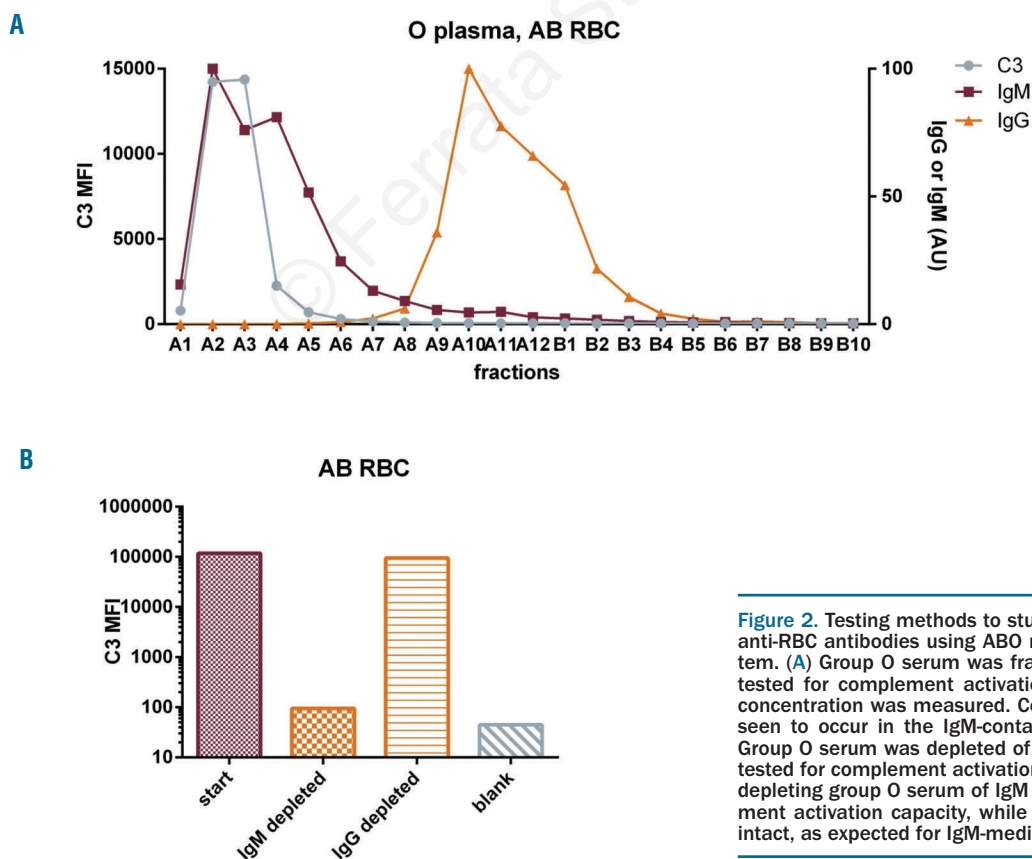 A
O plasma, AB RBC
15000
10000
5000
0
C3 MFI
100
50
0
IgG or IgM (AU)
C3
IgM
IgG
A1 A2 A3 A4 A5 A6 A7 A8 A9 A10 A11 A12 B1 B2 B3 B4 B5 B6 B7 B8 B9 B10
fractions
© Ferrata S
B
AB RBC
1000000
100000
10000
1000
100
10
C3 MFI
start
IgM depleted
IgG depleted
blank
Figure 2. Testing methods to stu
anti-RBC antibodies using ABO
tem. (A) Group O serum was fra
tested for complement activatio
concentration was measured. C
seen to occur in the IgM-conta
Group O serum was depleted of
tested for complement activation
depleting group O serum of IgM
ment activation capacity, while
intact, as expected for IgM-medi